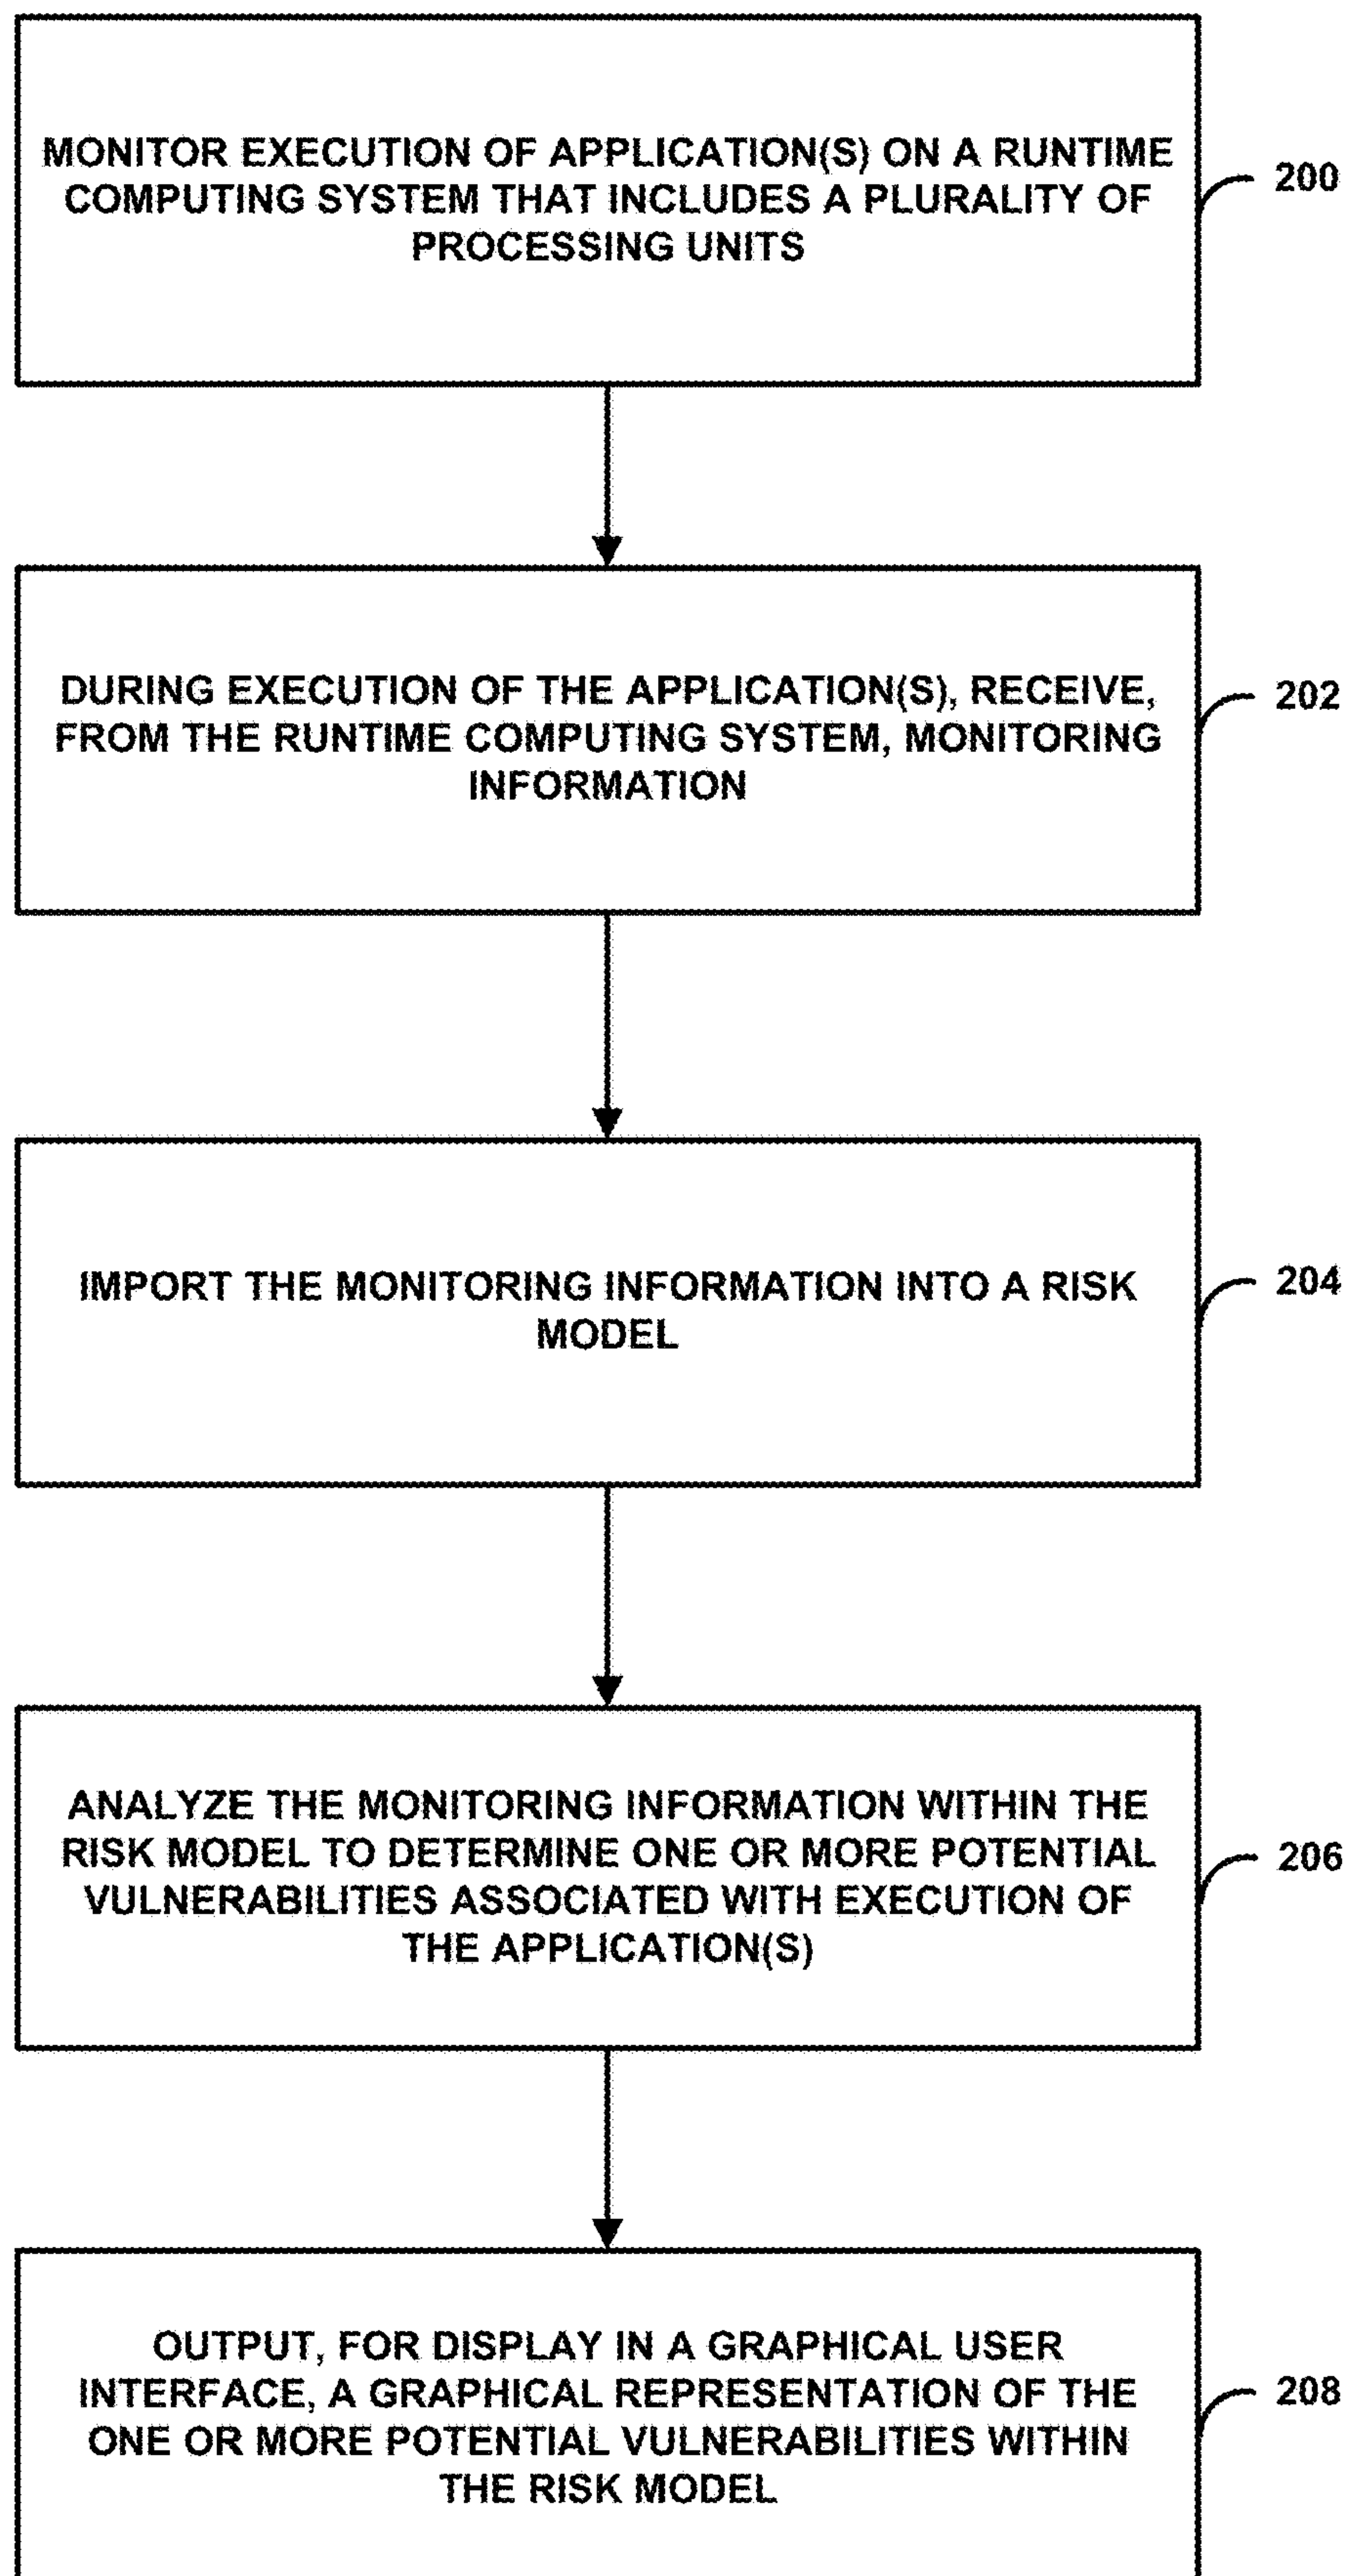 MONITOR EXECUTION OF APPLICATION(S) ON A RUNTIME
COMPUTING SYSTEM THAT INCLUDES A PLURALITY OF
PROCESSING UNITS
200
DURING EXECUTION OF THE APPLICATION(S), RECEIVE,
FROM THE RUNTIME COMPUTING SYSTEM, MONITORING
INFORMATION
202
IMPORT THE MONITORING INFORMATION INTO A RISK
MODEL
204
ANALYZE THE MONITORING INFORMATION WITHIN THE
RISK MODEL TO DETERMINE ONE OR MORE POTENTIAL
VULNERABILITIES ASSOCIATED WITH EXECUTION OF
THE APPLICATION(S)
206
OUTPUT, FOR DISPLAY IN A GRAPHICAL USER
INTERFACE, A GRAPHICAL REPRESENTATION OF THE
ONE OR MORE POTENTIAL VULNERABILITIES WITHIN
THE RISK MODEL
208